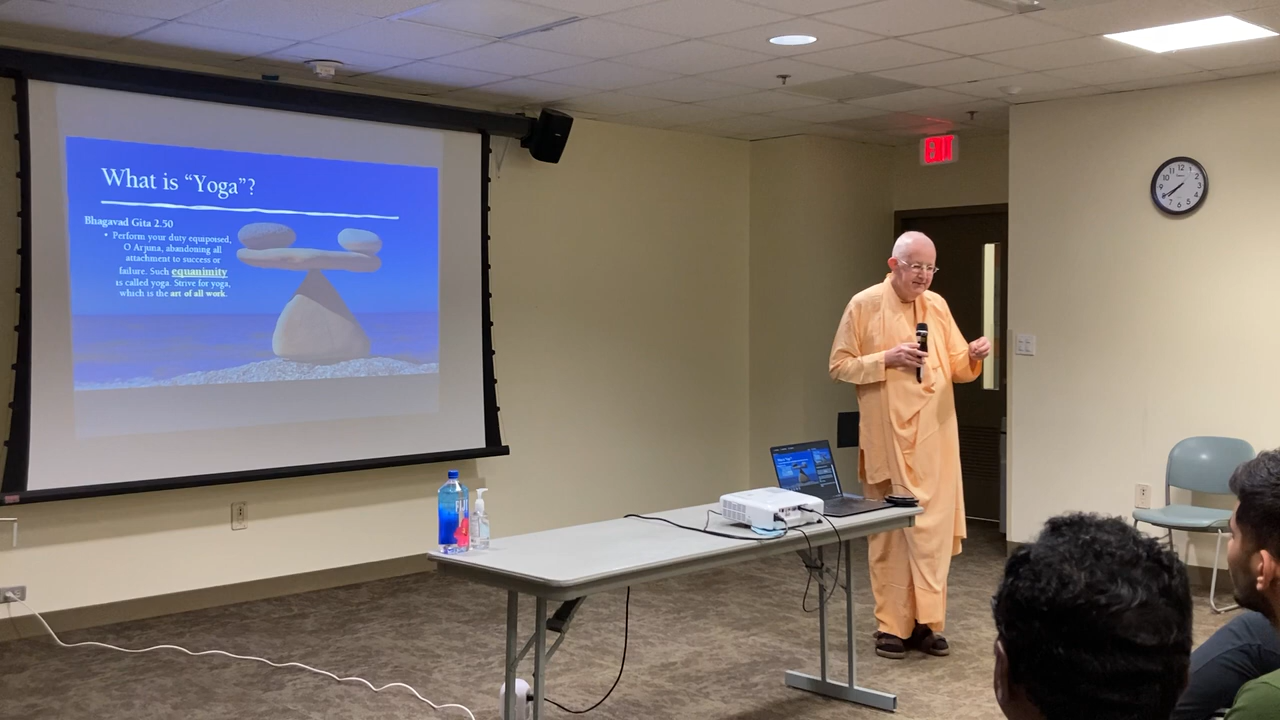 What is “Yoga”?
Bhagavad Gita 2.50
• Perform your duty equipoised,
O Arjuna, abandoning all
attachment to success or
failure. Such equanimity
is called yoga. Strive for yoga,
which is the art of all work.
FIJI